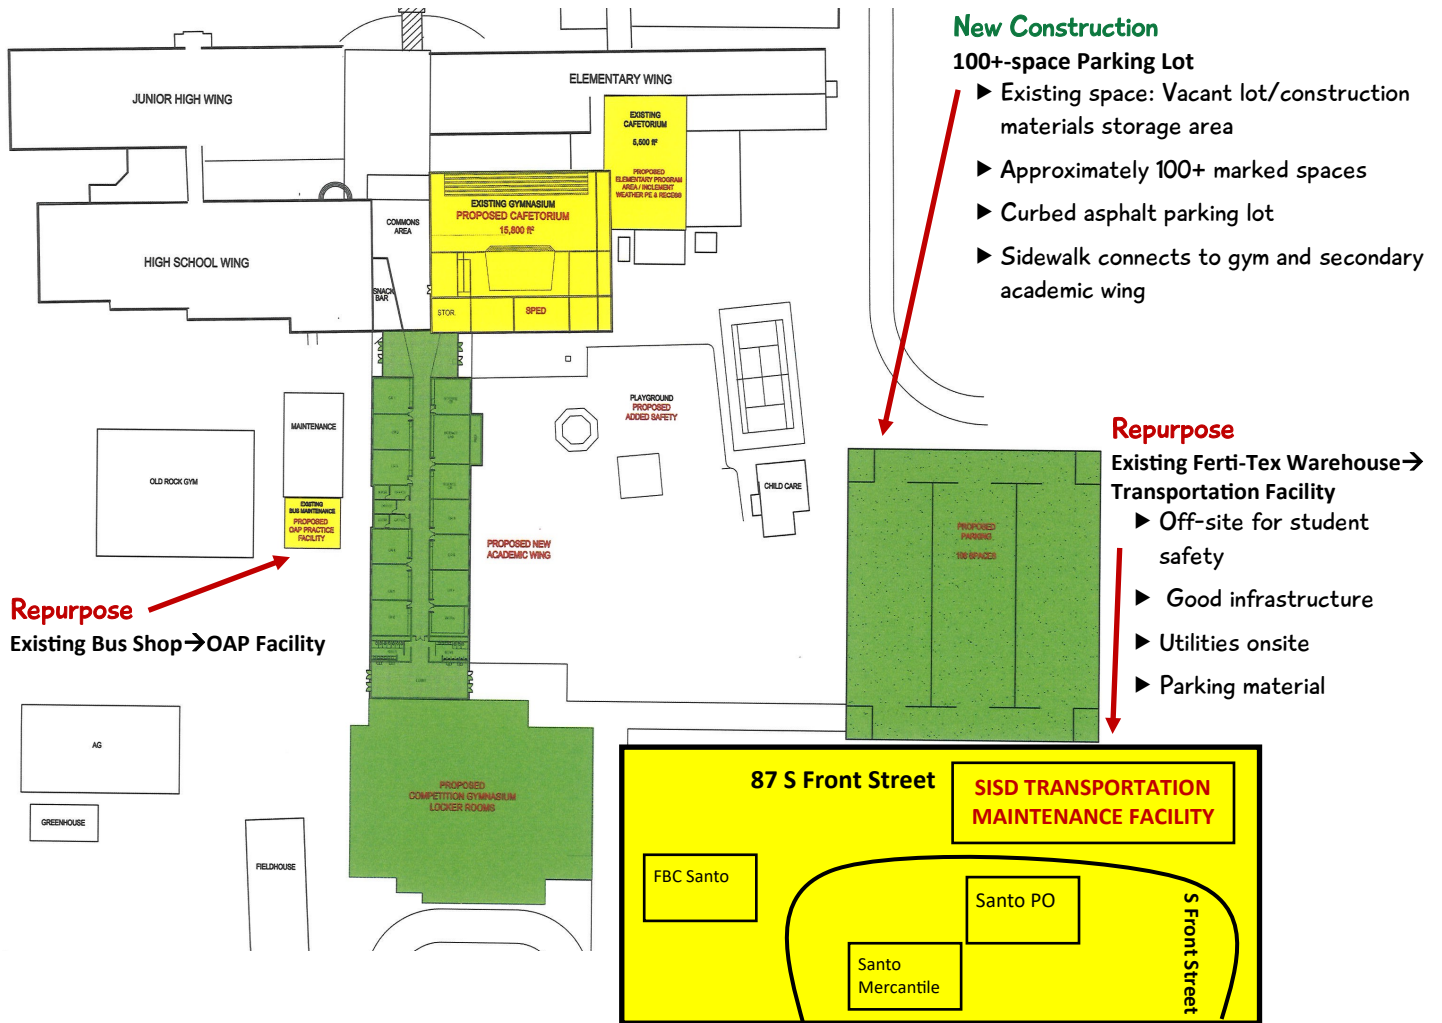 New Construction
100+-space Parking Lot
▶ Existing space: Vacant lot/construction
materials storage area
▶ Approximately 100+ marked spaces
▶ Curbed asphalt parking lot
▶ Sidewalk connects to gym and secondary
academic wing
JUNIOR HIGH WING
ELEMENTARY WING
EXISTING
CAFETORIUM
5,500 ft²
PROPOSED
ELEMENTARY PROGRAM
AREA / INCLEMENT
WEATHER PE & RECESS
EXISTING GYMNASIUM
PROPOSED CAFETORIUM
15,800 ft²
COMMONS
AREA
HIGH SCHOOL WING
SNACK
BAR
STOR.
SPED
MAINTENANCE
OLD ROCK GYM
EXISTING
BUS MAINTENANCE
PROPOSED
OAP PRACTICE
FACILITY
PLAYGROUND
PROPOSED
ADDED SAFETY
CHILD CARE
PROPOSED NEW
ACADEMIC WING
PROPOSED
PARKING
SPACES
Repurpose
Existing Ferti-Tex Warehouse→
Transportation Facility
▶ Off-site for student
safety
▶ Good infrastructure
▶ Utilities onsite
▶ Parking material
Repurpose
Existing Bus Shop→OAP Facility
AG
GREENHOUSE
FIELDHOUSE
PROPOSED
COMPETITION GYMNASIUM
LOCKER ROOMS
87 S Front Street
SISD TRANSPORTATION
MAINTENANCE FACILITY
FBC Santo
Santo PO
Santo
Mercantile
S Front Street